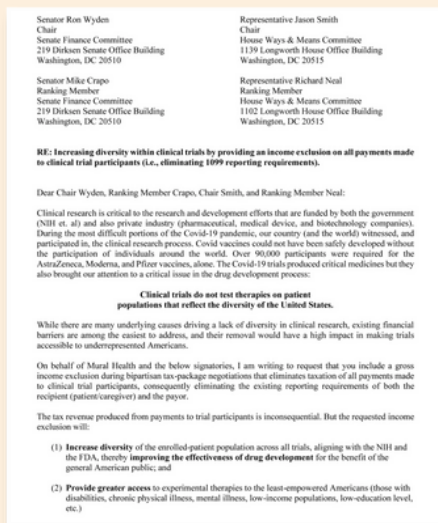 Senator Ron Wyden
Chair
Senate Finance Committee
219 Dirksen Senate Office Building
Washington, DC 20510
Representative Jason Smith
Chair
House Ways & Means Committee
1139 Longworth House Office Building
Washington, DC 20515
Senator Mike Crapo
Ranking Member
Senate Finance Committee
219 Dirksen Senate Office Building
Washington, DC 20510
Representative Richard Neal
Ranking Member
House Ways & Means Committee
1102 Longworth House Office Building
Washington, DC 20515
RE: Increasing diversity within clinical trials by providing an income exclusion on all payments made
to clinical trial participants (i.e., eliminating 1099 reporting requirements).
Dear Chair Wyden, Ranking Member Crapo, Chair Smith, and Ranking Member Neal:
Clinical research is critical to the research and development efforts that are funded by both the government
(NIH et. al) and also private industry (pharmaceutical, medical device, and biotechnology companies).
During the most difficult portions of the Covid-19 pandemic, our country (and the world) witnessed, and
participated in, the clinical research process. Covid vaccines could not have been safely developed without
the participation of individuals around the world. Over 90,000 participants were required for the
AstraZeneca, Moderna, and Pfizer vaccines, alone. The Covid-19 trials produced critical medicines but they
also brought our attention to a critical issue in the drug development process:
Clinical trials do not test therapies on patient
populations that reflect the diversity of the United States.
While there are many underlying causes driving a lack of diversity in clinical research, existing financial
barriers are among the easiest to address, and their removal would have a high impact in making trials
accessible to underrepresented Americans.
On behalf of Mural Health and the below signatories, I am writing to request that you include a gross
income exclusion during bipartisan tax-package negotiations that eliminates taxation of all payments made
to clinical trial participants, consequently eliminating the existing reporting requirements of both the
recipient (patient/caregiver) and the payor.
The tax revenue produced from payments to trial participants is inconsequential. But the requested income
exclusion will:
(1) Increase diversity of the enrolled-patient population across all trials, aligning with the NIH and
the FDA, thereby improving the effectiveness of drug development for the benefit of the
general American public; and
(2) Provide greater access to experimental therapies to the least-empowered Americans (those with
disabilities, chronic physical illness, mental illness, low-income populations, low-education level,
etc.)